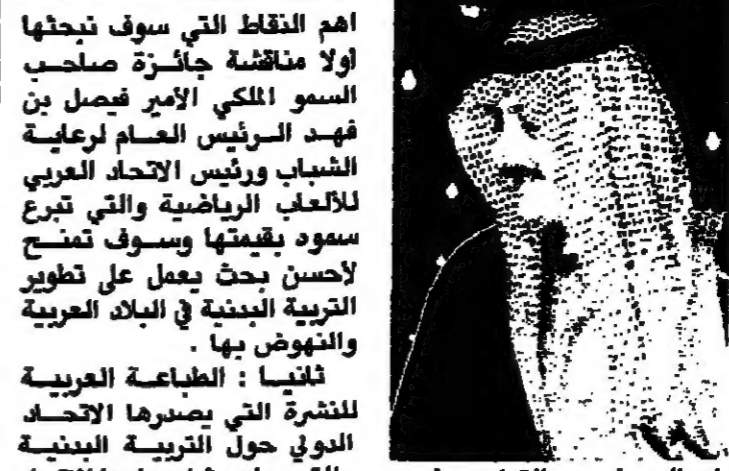 اهم النقاط التي سوف نبحثها
أولا مناقشة جائزة صاحب
السمو الملكي الأمير فيصل بن
فهد الرئيس العام لرعاية
الشباب ورئيس الاتحاد العربي
للألعاب الرياضية والتي تبرع
سموه بقيمتها وسوف تمنح
لأحسن بحث يعمل على تطوير
التربية البدنية في البلاد العربية
والنهوض بها .
ثانيا : الطباعة العربية
للنشرة التي يصدرها الاتحاد
الدولي حول التربية البدنية